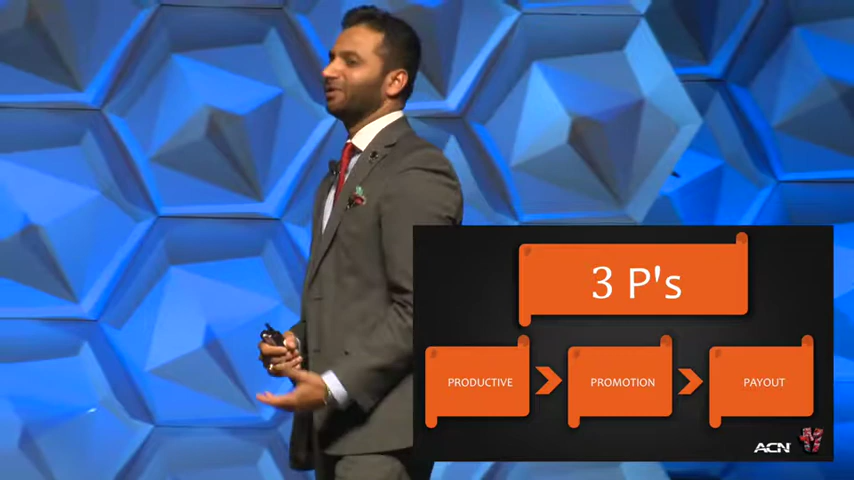 3 P's
PRODUCTIVE
PROMOTION
PAYOUT
ACN